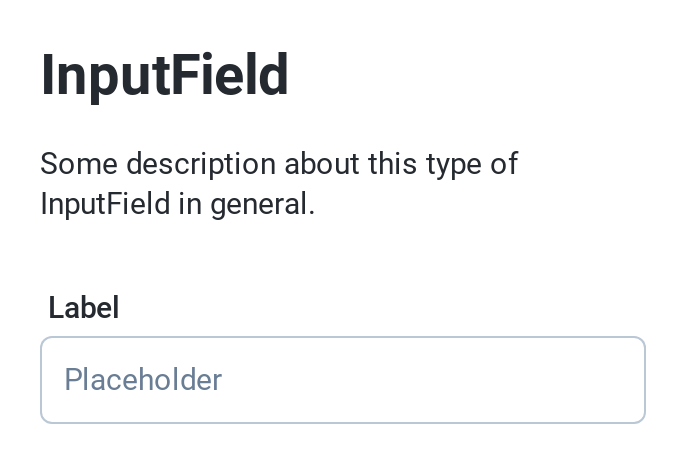 InputField
Some description about this type of
InputField in general.
Label
Placeholder